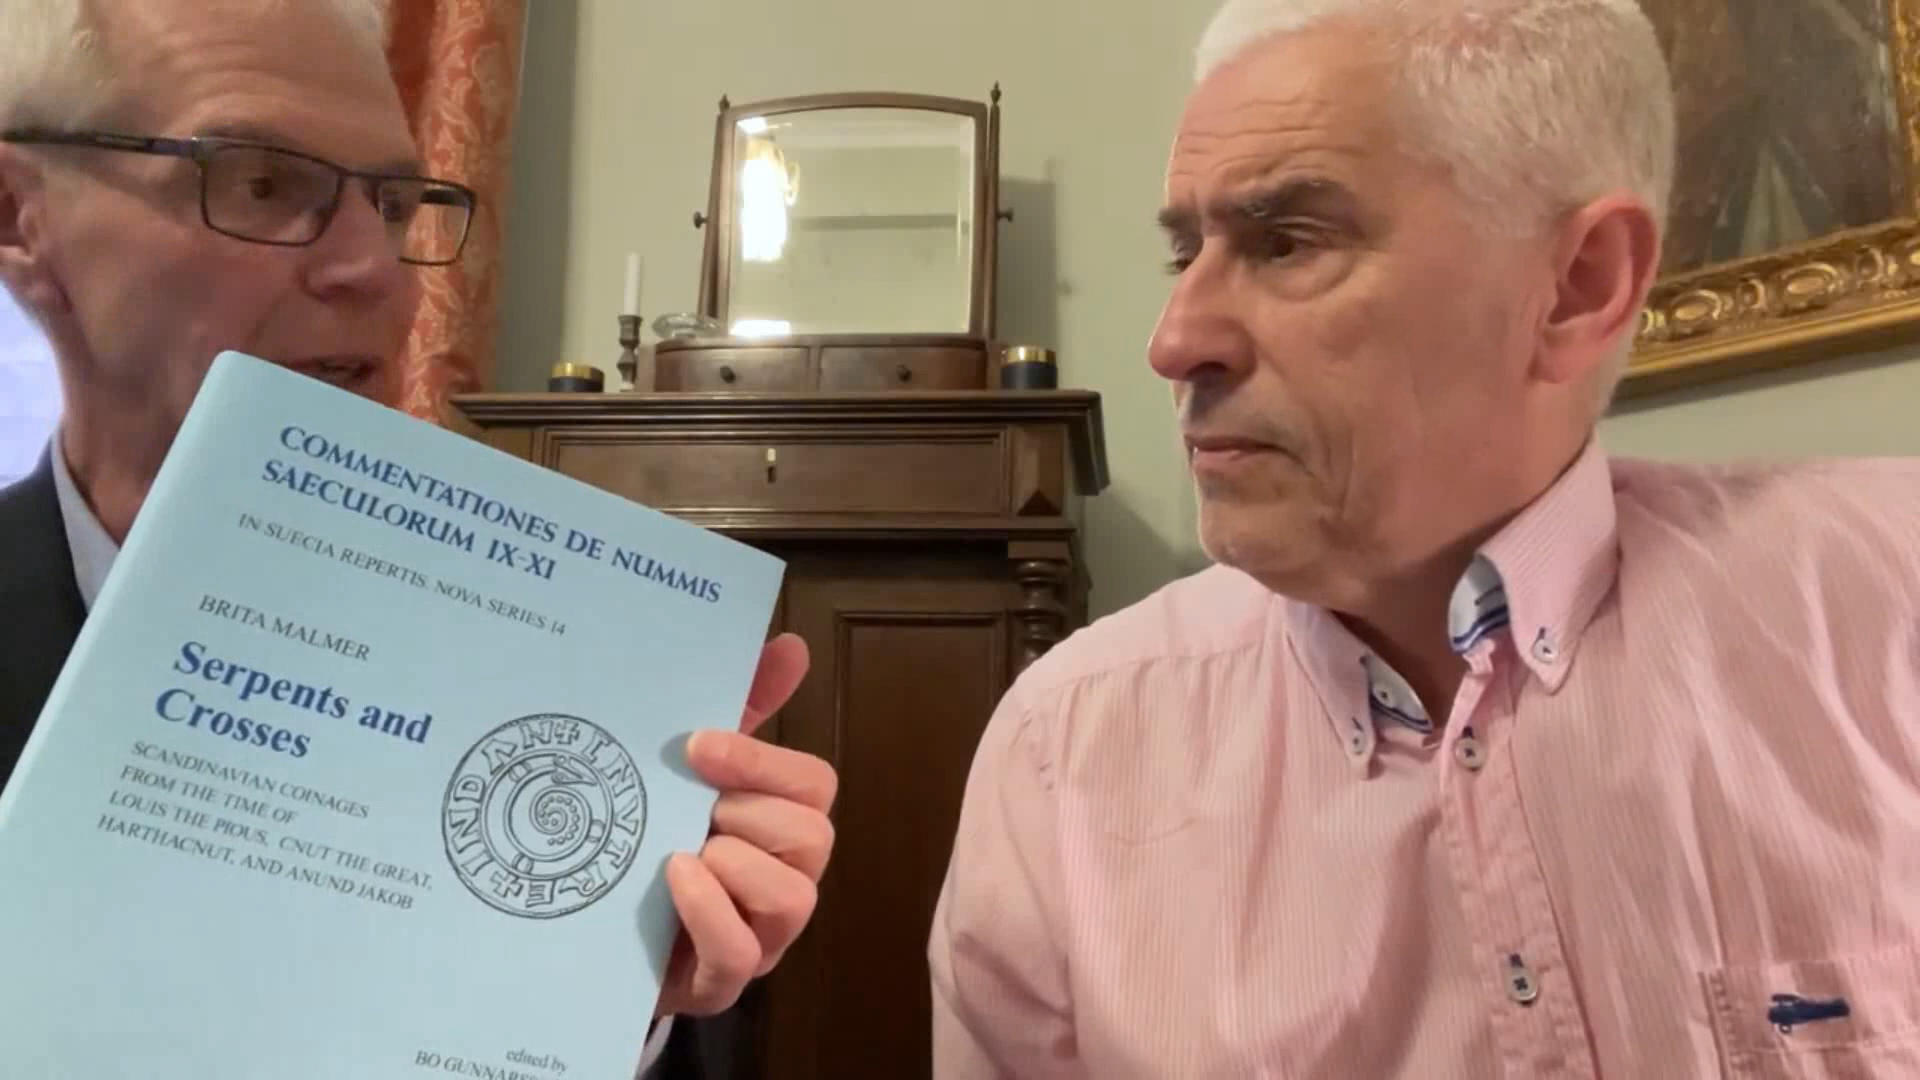 COMMENTATIONES DE NUMMIS
SAECULORUM IX-XI
IN SUECIA REPERTIS. NOVA SERIES 14
BRITA MALMER
Serpents and
Crosses
SCANDINAVIAN COINAGES
FROM THE TIME OF
LOUIS THE PIOUS, CNUT THE GREAT,
HARTHACNUT, AND ANUND JAKOB
edited by
BO